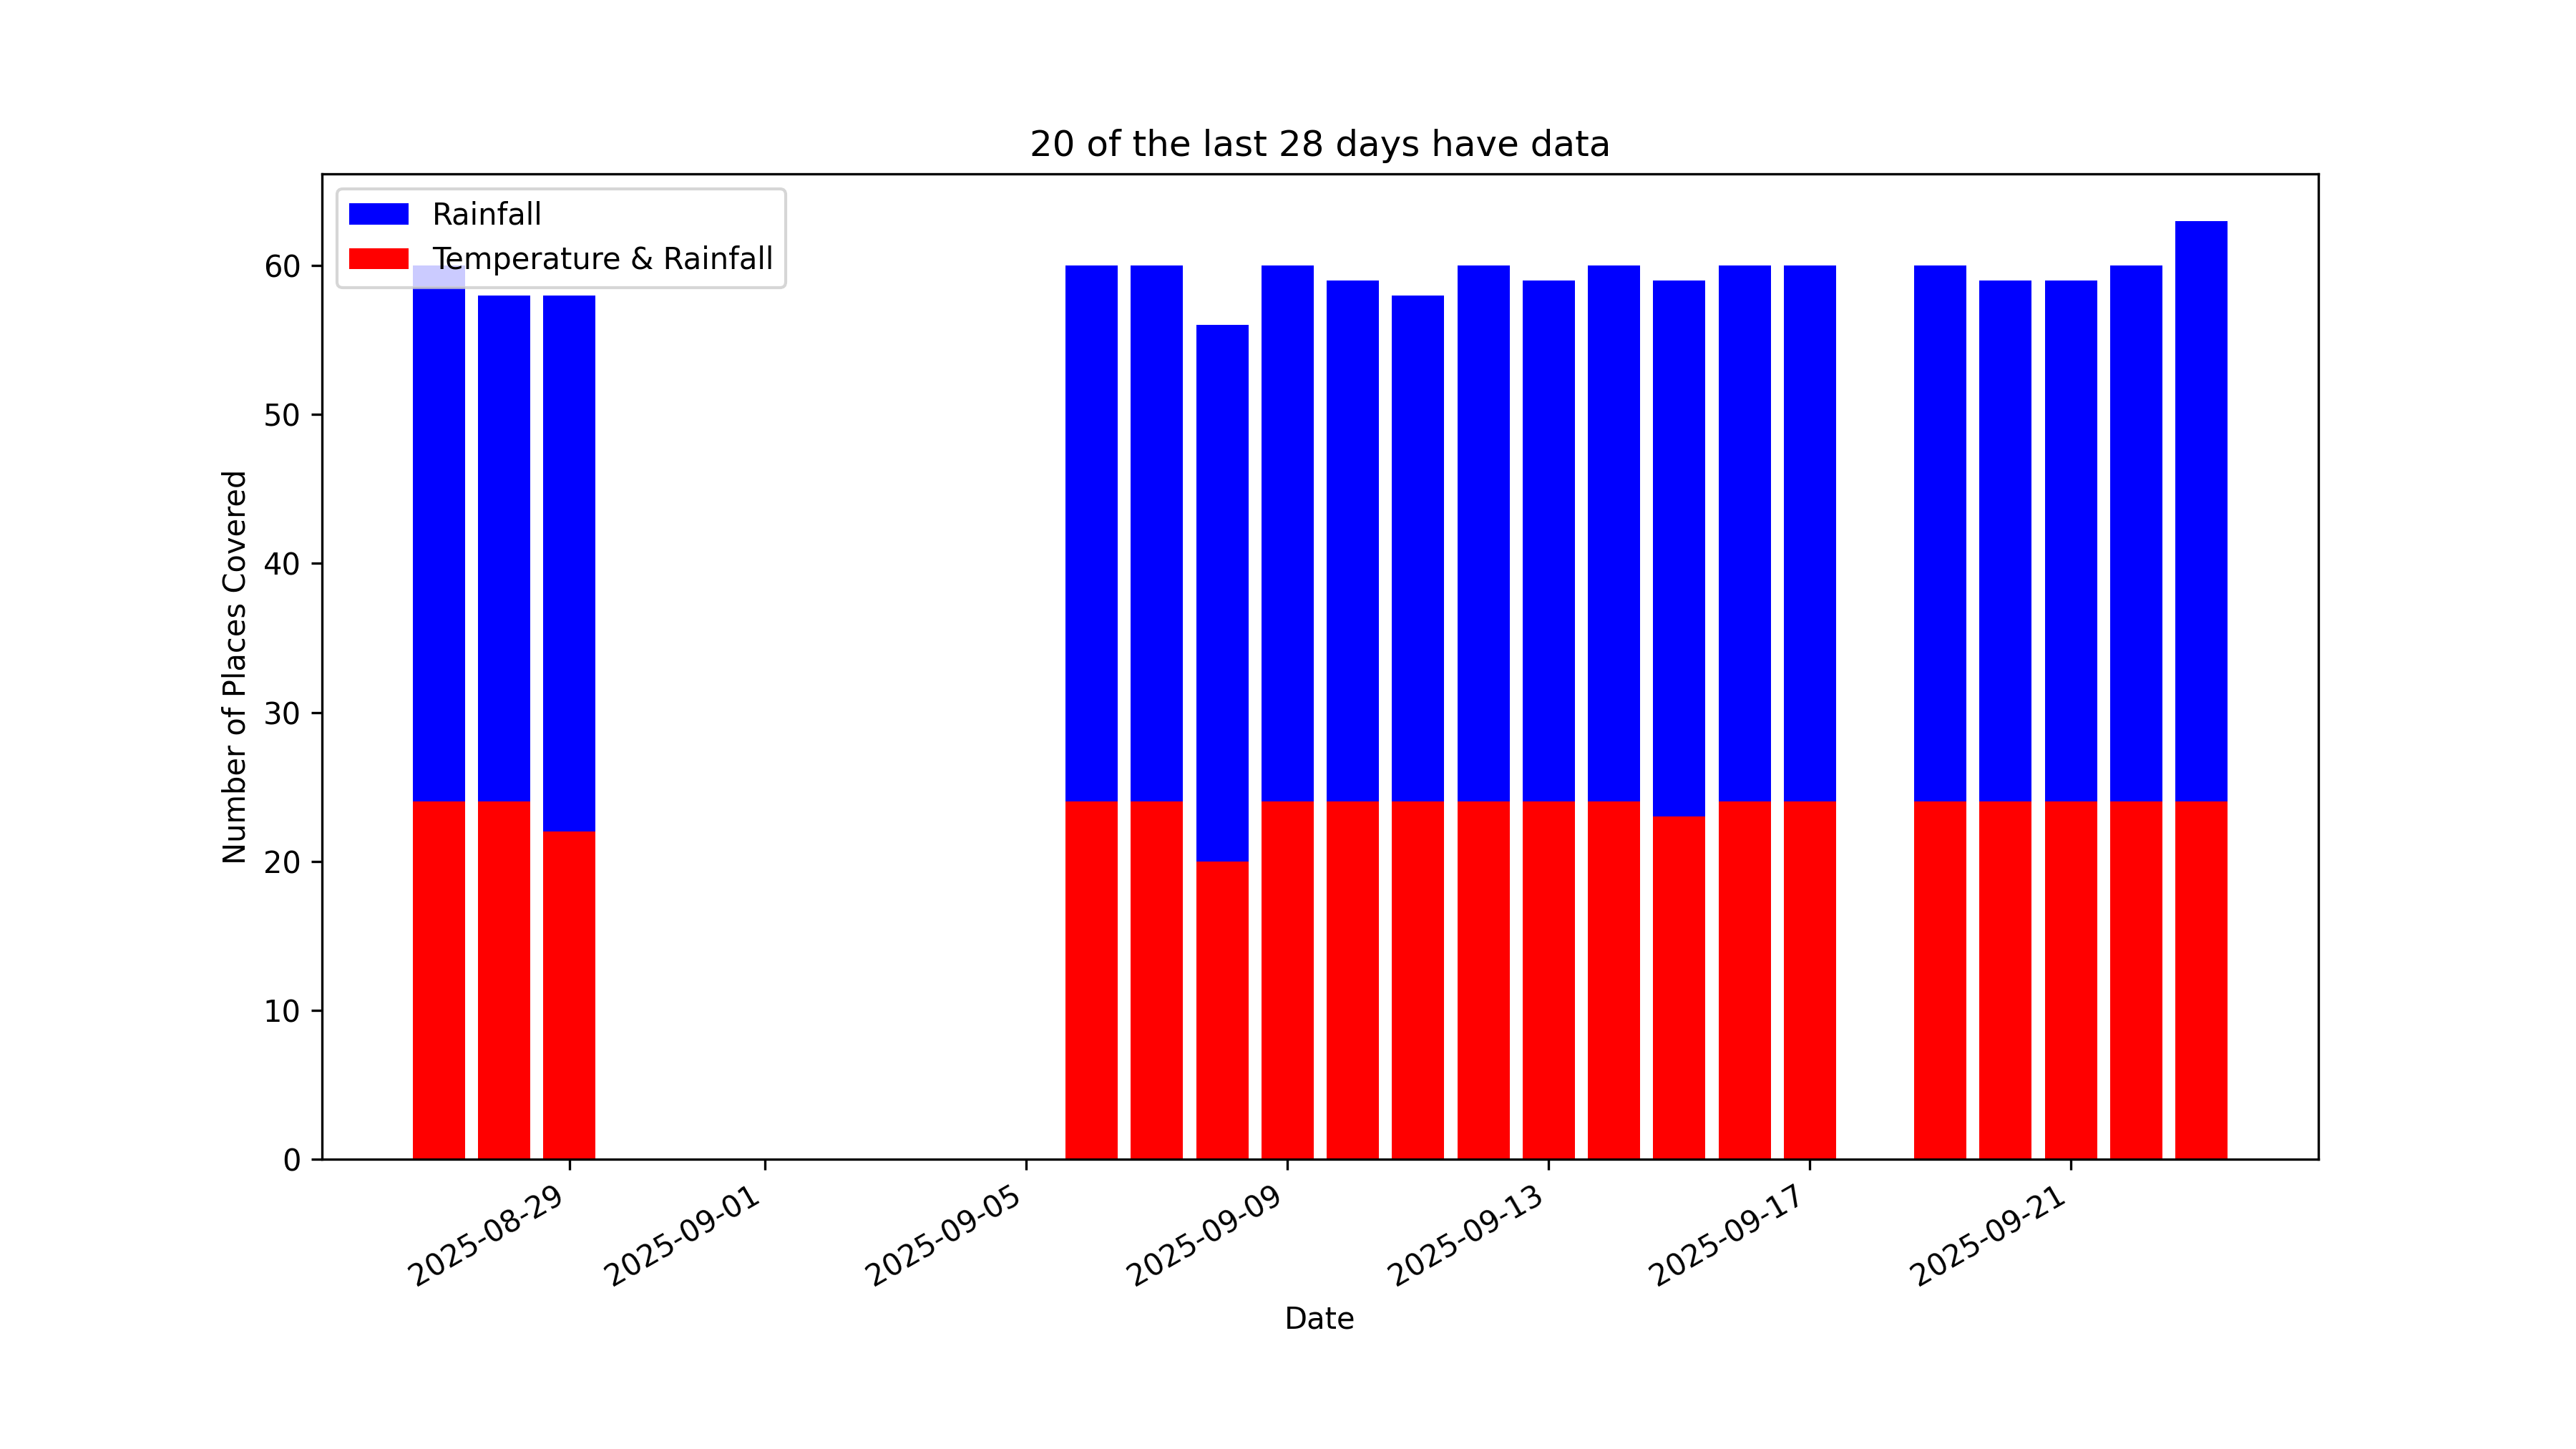 20 of the last 28 days have data
Rainfall
Temperature & Rainfall
60
50
40
30
20
10
0
Number of Places Covered
2025-08-29
2025-09-01
2025-09-05
2025-09-09
2025-09-13
2025-09-17
2025-09-21
Date